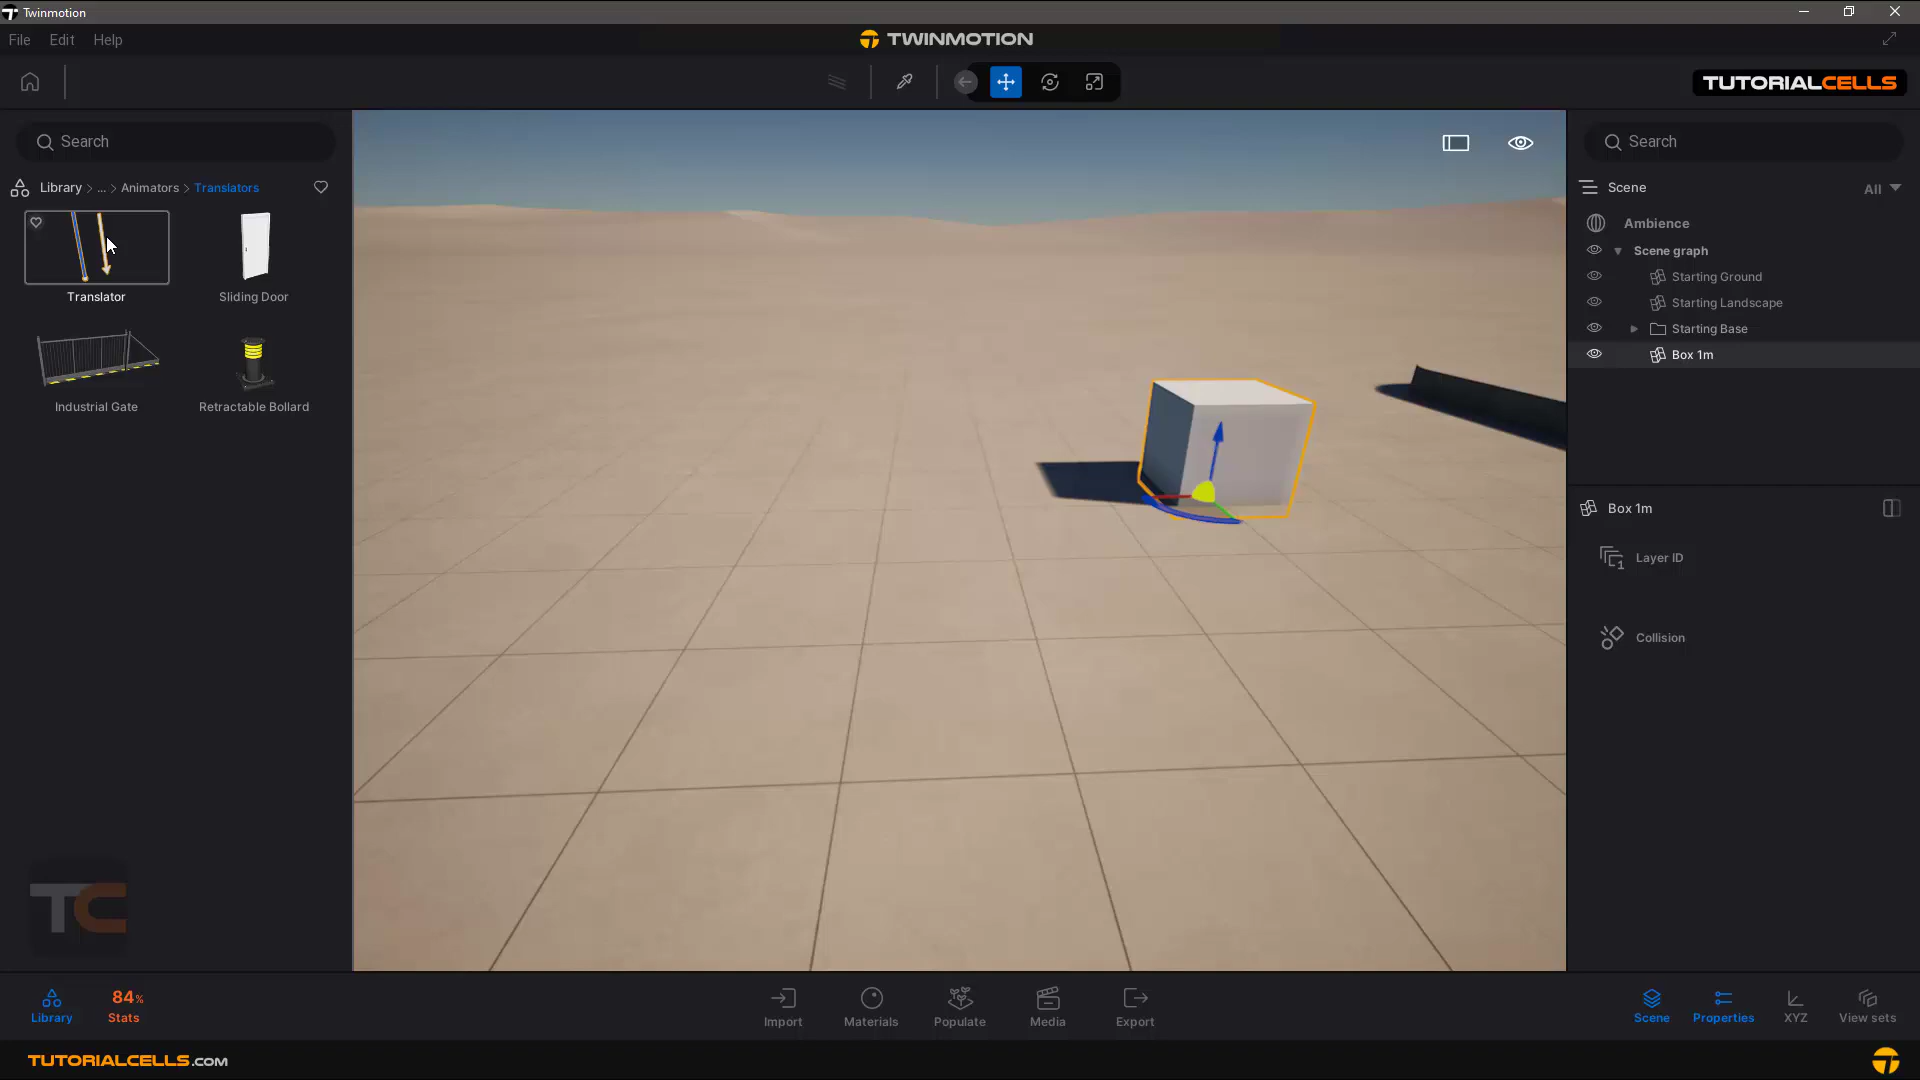 Twinmotion
File Edit Help
TWINMOTION
TUTORIALCELLS
Search
Library > ... > Animators > Translators
Translator
Sliding Door
Industrial Gate
Retractable Bollard
TC
Search
Scene
All
Ambience
Scene graph
Starting Ground
Starting Landscape
Starting Base
Box 1m
Box 1m
Layer ID
Collision
Library
84%
Stats
Import
Materials
Populate
Media
Export
Scene
Properties
XYZ
View sets
TUTORIALCELLS.COM